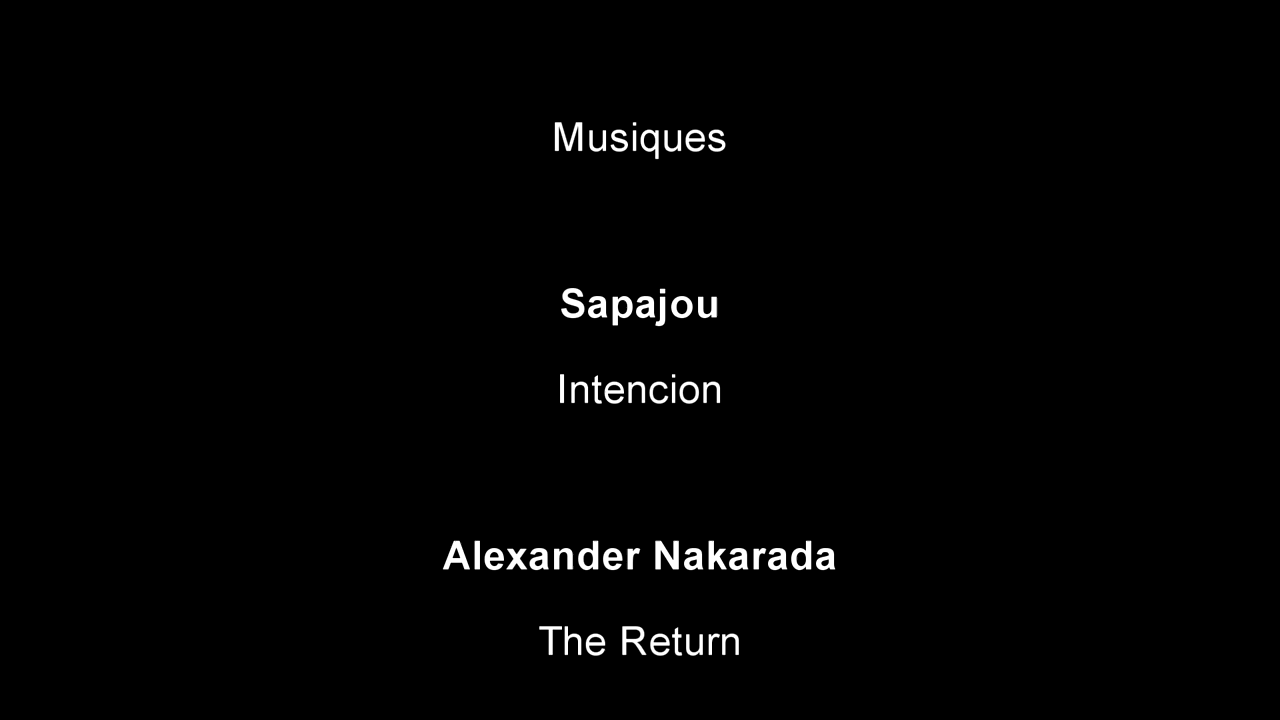 Musiques
Sapajou
Intencion
Alexander Nakarada
The Return